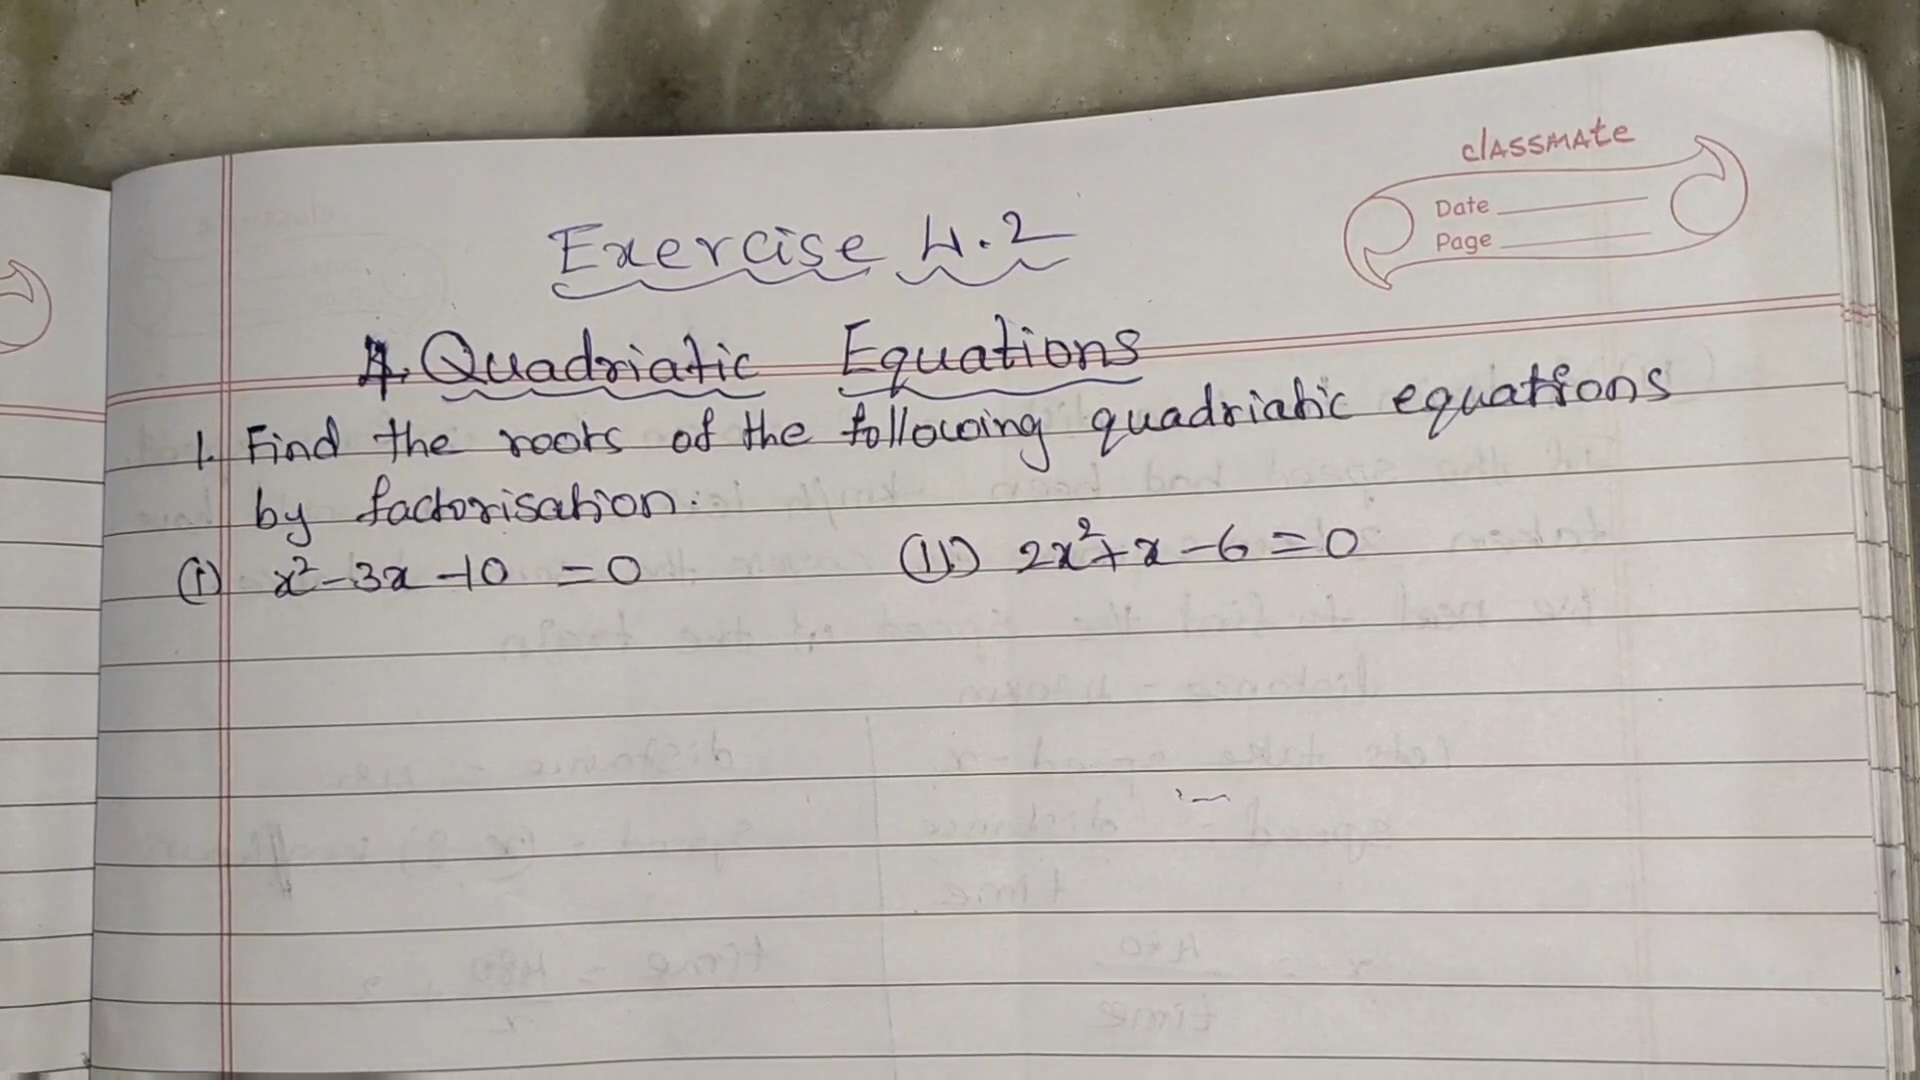 classmate
Date
Page
Exercise 4.2
4. Quadriatic Equations
1. Find the roots of the following quadriatic equations
by factorisation:
(i) x² - 3x - 10 = 0 (ii) 2x² + x - 6 = 0